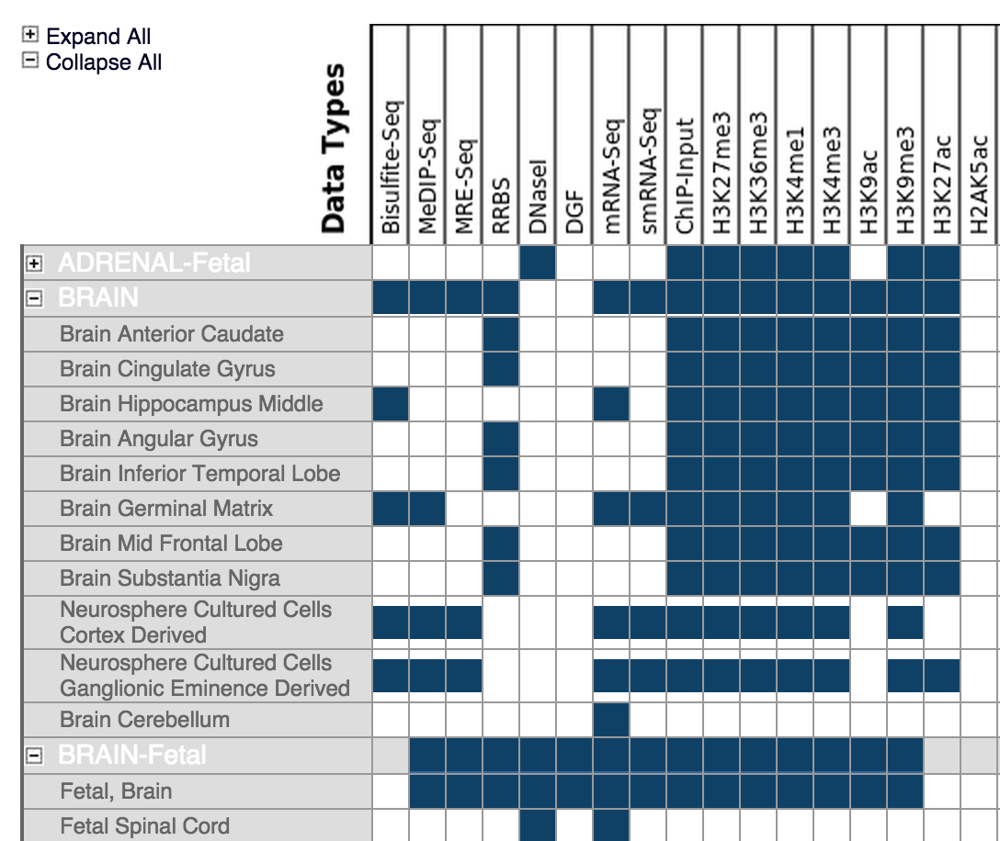 Expand All
Collapse All
Data Types
Bisulfite-Seq
MeDIP-Seq
MRE-Seq
RRBS
DNaseI
DGF
mRNA-Seq
smRNA-Seq
ChIP-Input
H3K27me3
H3K36me3
H3K4me1
H3K4me3
H3K9ac
H3K9me3
H3K27ac
H2AK5ac
ADRENAL-Fetal
BRAIN
Brain Anterior Caudate
Brain Cingulate Gyrus
Brain Hippocampus Middle
Brain Angular Gyrus
Brain Inferior Temporal Lobe
Brain Germinal Matrix
Brain Mid Frontal Lobe
Brain Substantia Nigra
Neurosphere Cultured Cells
Cortex Derived
Neurosphere Cultured Cells
Ganglionic Eminence Derived
Brain Cerebellum
BRAIN-Fetal
Fetal, Brain
Fetal Spinal Cord